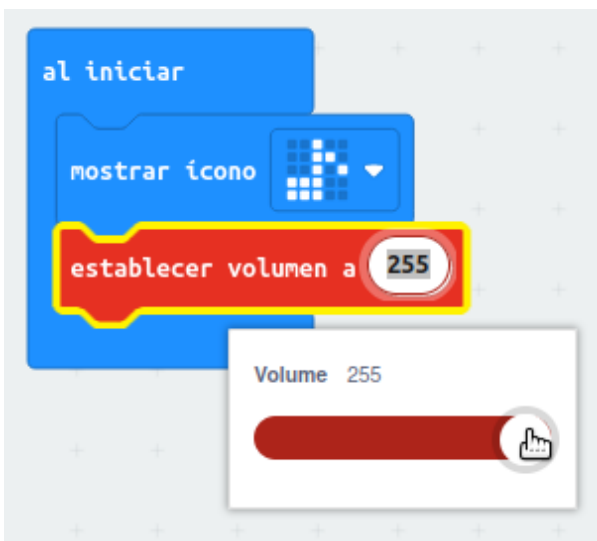 al iniciar
mostrar ícono
establecer volumen a 255
Volume 255